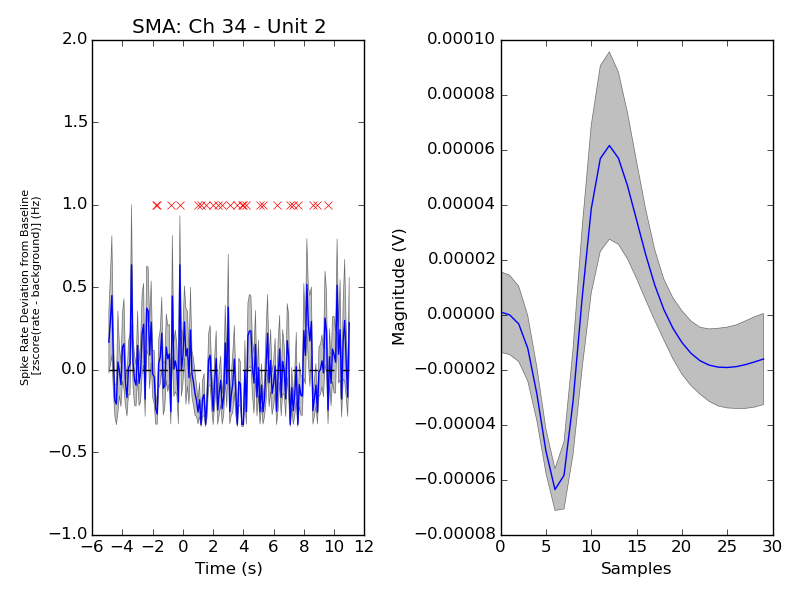 SMA: Ch 34 - Unit 2
2.0
1.5
1.0
0.5
0.0
−0.5
−1.0
−6 −4 −2 0 2 4 6 8 10 12
Time (s)
Spike Rate Deviation from Baseline
[zscore(rate - background)] (Hz)
0.00010
0.00008
0.00006
0.00004
0.00002
0.00000
−0.00002
−0.00004
−0.00006
−0.00008
0 5 10 15 20 25 30
Samples
Magnitude (V)